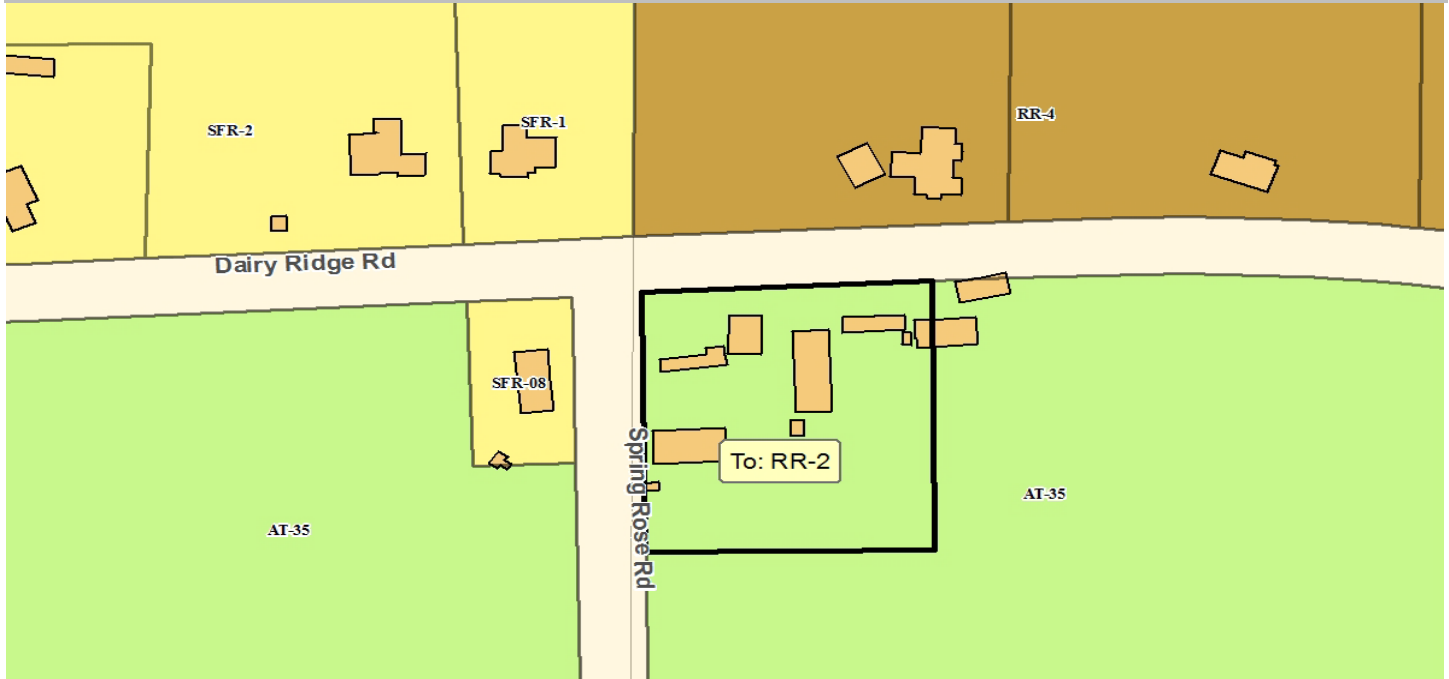 RR-4
SFR-1
SFR-2
Dairy Ridge Rd
SFR-08
To: RR-2
Spring Rose Rd
AT-35
AT-35